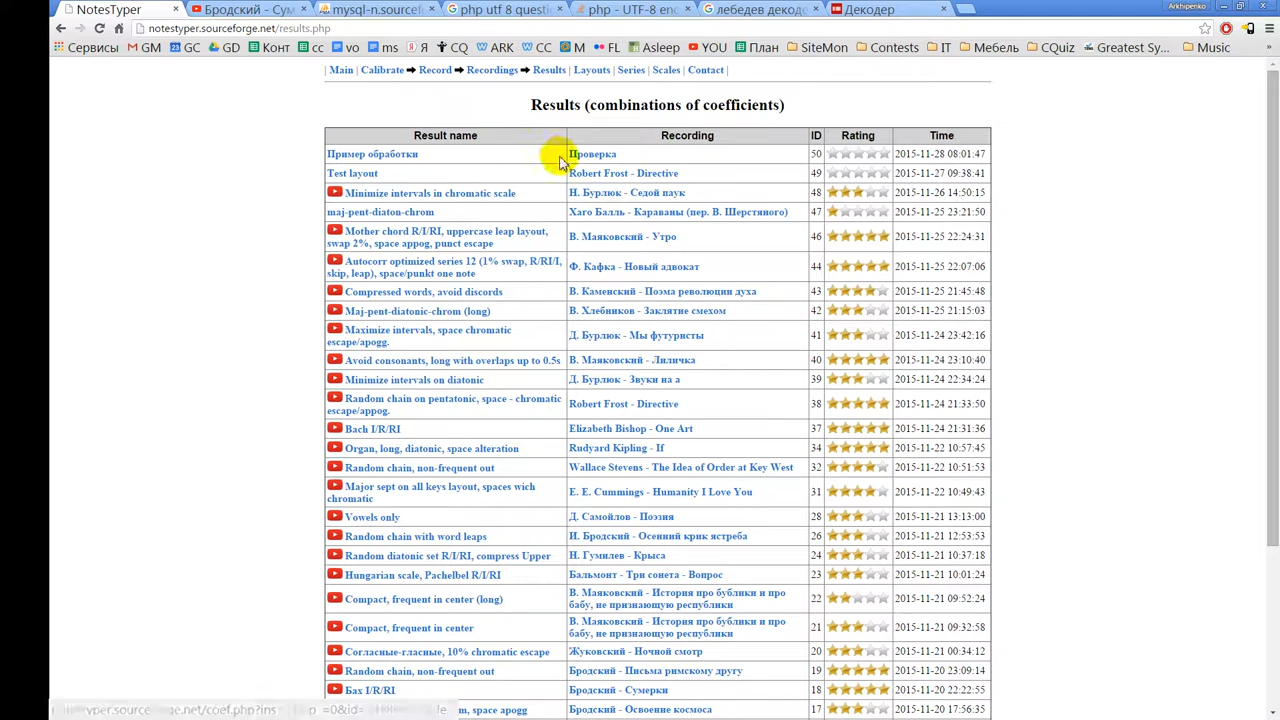 Arkhipenko
NotesTyper
Бродский - Сум
mysql-n.sourcef
php utf 8 questi
php - UTF-8 enc
лебедев декодо
Декодер
notestyper.sourceforge.net/results.php
Сервисы GM GC GD Конт cc vo ms Я CQ ARK CC M FL Asleep YOU План SiteMon Contests IT Мебель CQuiz Greatest Sy... Music
| Main | Calibrate Record Recordings Results | Layouts | Series | Scales | Contact |
Results (combinations of coefficients)
Result name Recording ID Rating Time
Пример обработки Проверка 50 2015-11-28 08:01:47
Test layout Robert Frost - Directive 49 2015-11-27 09:38:41
Minimize intervals in chromatic scale Н. Бурлюк - Седой паук 48 2015-11-26 14:50:15
maj-pent-diaton-chrom Хаго Балль - Караваны (пер. В. Шерстяного) 47 2015-11-25 23:21:50
Mother chord R/I/RI, uppercase leap layout,
swap 2%, space appog, punct escape В. Маяковский - Утро 46 2015-11-25 22:24:31
Autocorr optimized series 12 (1% swap, R/RI/I,
skip, leap), space/punkt one note Ф. Кафка - Новый адвокат 44 2015-11-25 22:07:06
Compressed words, avoid discords В. Каменский - Поэма революции духа 43 2015-11-25 21:45:48
Maj-pent-diatonic-chrom (long) В. Хлебников - Заклятие смехом 42 2015-11-25 21:15:03
Maximize intervals, space chromatic
escape/apogg. Д. Бурлюк - Мы футуристы 41 2015-11-24 23:42:16
Avoid consonants, long with overlaps up to 0.5s В. Маяковский - Лиличка 40 2015-11-24 23:10:40
Minimize intervals on diatonic Д. Бурлюк - Звуки на а 39 2015-11-24 22:34:24
Random chain on pentatonic, space - chromatic
escape/appog. Robert Frost - Directive 38 2015-11-24 21:33:50
Bach I/R/RI Elizabeth Bishop - One Art 37 2015-11-24 21:31:36
Organ, long, diatonic, space alteration Rudyard Kipling - If 34 2015-11-22 10:57:45
Random chain, non-frequent out Wallace Stevens - The Idea of Order at Key West 32 2015-11-22 10:51:53
Major sept on all keys layout, spaces wich
chromatic E. E. Cummings - Humanity I Love You 31 2015-11-22 10:49:43
Vowels only Д. Самойлов - Поэзия 28 2015-11-21 13:13:00
Random chain with word leaps И. Бродский - Осенний крик ястреба 26 2015-11-21 12:53:53
Random diatonic set R/I/RI, compress Upper Н. Гумилев - Крыса 24 2015-11-21 10:37:18
Hungarian scale, Pachelbel R/I/RI Бальмонт - Три сонета - Вопрос 23 2015-11-21 10:01:24
Compact, frequent in center (long) В. Маяковский - История про бублики и про
бабу, не признающую республики 22 2015-11-21 09:52:24
Compact, frequent in center В. Маяковский - История про бублики и про
бабу, не признающую республики 21 2015-11-21 09:32:58
Согласные-гласные, 10% chromatic escape Жуковский - Ночной смотр 20 2015-11-21 00:34:12
Random chain, non-frequent out Бродский - Письма римскому другу 19 2015-11-20 23:09:14
Бах I/R/RI Бродский - Сумерки 18 2015-11-20 22:22:55
space apogg Бродский - Освоение космоса 17 2015-11-20 17:56:35
typer.sourceforge.net/coef.php?ins